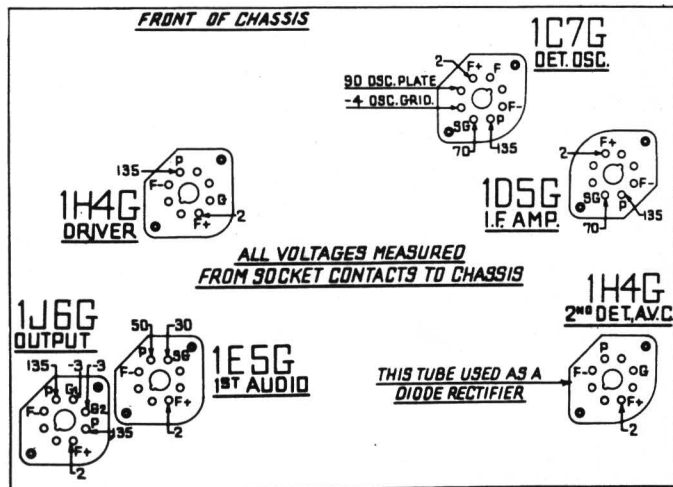 FRONT OF CHASSIS
1C7G
DET. OSC.
2
F+
F
90 OSC. PLATE
-4 OSC. GRID.
F-
SG
P
70
135
1H4G
DRIVER
135
P
F-
G
F+
2
1D5G
I.F. AMP.
2
F+
F-
SG
P
70
135
ALL VOLTAGES MEASURED
FROM SOCKET CONTACTS TO CHASSIS
1J6G
OUTPUT
135
-3
-3
P
G1
F-
G2
P
135
F+
2
1E5G
1ST AUDIO
50
30
P
SG
F-
F+
2
1H4G
2ND DET., A.V.C.
P
F-
G
F+
2
THIS TUBE USED AS A
DIODE RECTIFIER